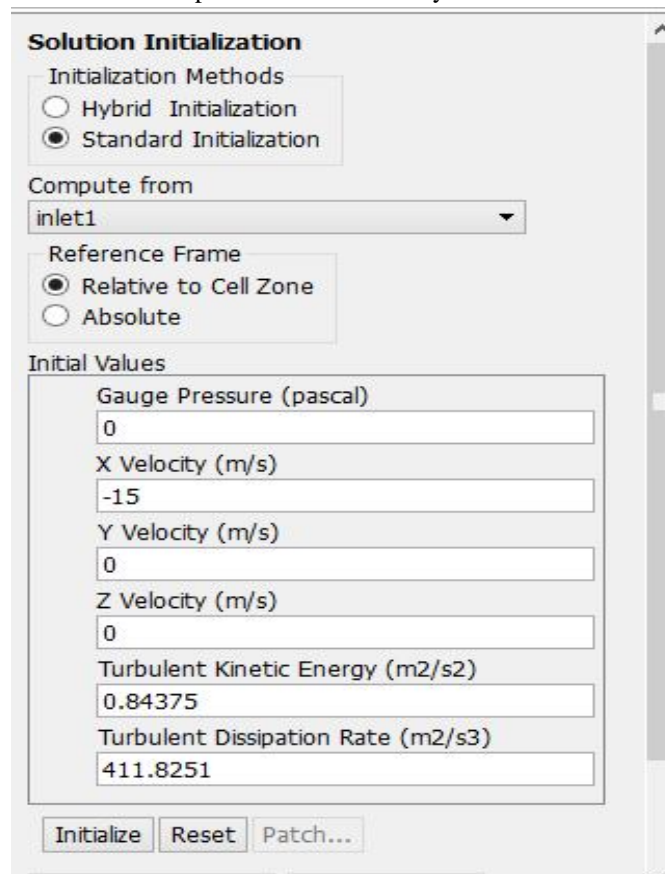 Solution Initialization
Initialization Methods
Hybrid Initialization
Standard Initialization
Compute from
inlet1
Reference Frame
Relative to Cell Zone
Absolute
Initial Values
Gauge Pressure (pascal)
0
X Velocity (m/s)
-15
Y Velocity (m/s)
0
Z Velocity (m/s)
0
Turbulent Kinetic Energy (m2/s2)
0.84375
Turbulent Dissipation Rate (m2/s3)
411.8251
Initialize Reset Patch...